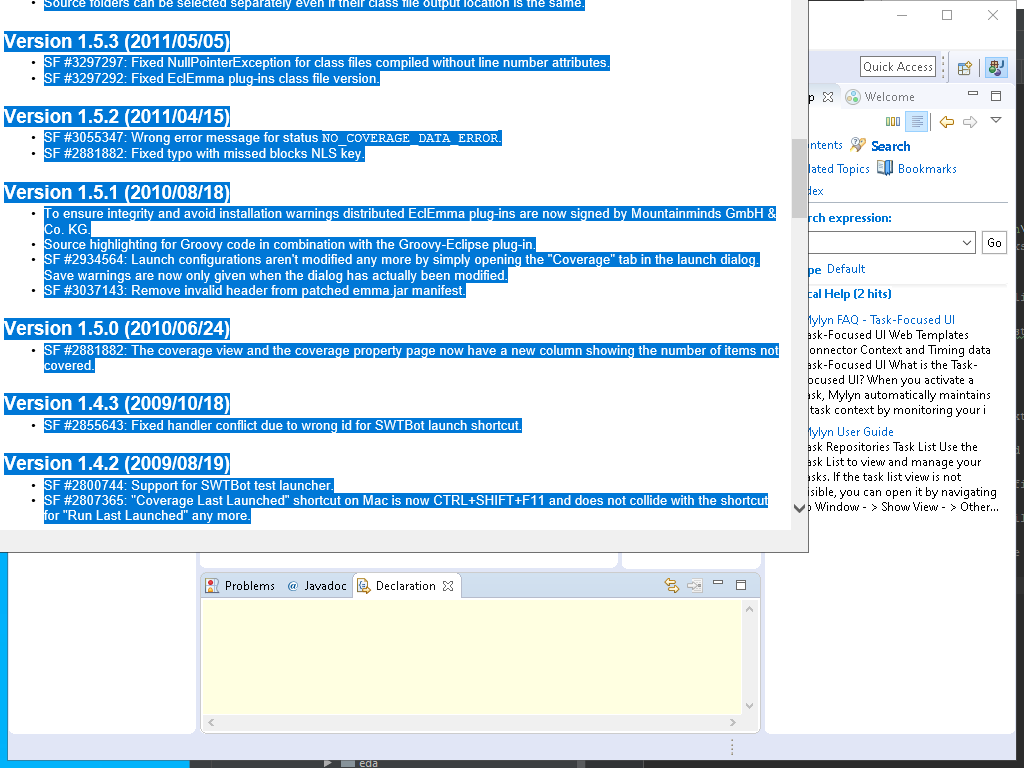 Source folders can be selected separately even if their class file output location is the same.
Version 1.5.3 (2011/05/05)
• SF #3297297: Fixed NullPointerException for class files compiled without line number attributes.
• SF #3297292: Fixed EclEmma plug-ins class file version.
Version 1.5.2 (2011/04/15)
• SF #3055347: Wrong error message for status NO_COVERAGE_DATA_ERROR.
• SF #2881882: Fixed typo with missed blocks NLS key.
Version 1.5.1 (2010/08/18)
• To ensure integrity and avoid installation warnings distributed EclEmma plug-ins are now signed by Mountainminds GmbH &
Co. KG.
• Source highlighting for Groovy code in combination with the Groovy-Eclipse plug-in.
• SF #2934564: Launch configurations aren't modified any more by simply opening the "Coverage" tab in the launch dialog.
Save warnings are now only given when the dialog has actually been modified.
• SF #3037143: Remove invalid header from patched emma.jar manifest.
Version 1.5.0 (2010/06/24)
• SF #2881882: The coverage view and the coverage property page now have a new column showing the number of items not
covered.
Version 1.4.3 (2009/10/18)
• SF #2855643: Fixed handler conflict due to wrong id for SWTBot launch shortcut.
Version 1.4.2 (2009/08/19)
• SF #2800744: Support for SWTBot test launcher.
• SF #2807365: "Coverage Last Launched" shortcut on Mac is now CTRL+SHIFT+F11 and does not collide with the shortcut
for "Run Last Launched" any more.
Quick Access
p Welcome
ntents Search
lated Topics Bookmarks
dex
rch expression:
Go
pe Default
cal Help (2 hits)
Mylyn FAQ - Task-Focused UI
ask-Focused UI Web Templates
onnector Context and Timing data
ask-Focused UI What is the Task-
ocused UI? When you activate a
ask, Mylyn automatically maintains
task context by monitoring your i
Mylyn User Guide
ask Repositories Task List Use the
ask List to view and manage your
asks. If the task list view is not
isible, you can open it by navigating
o Window - > Show View - > Other...
Problems @ Javadoc Declaration
eda